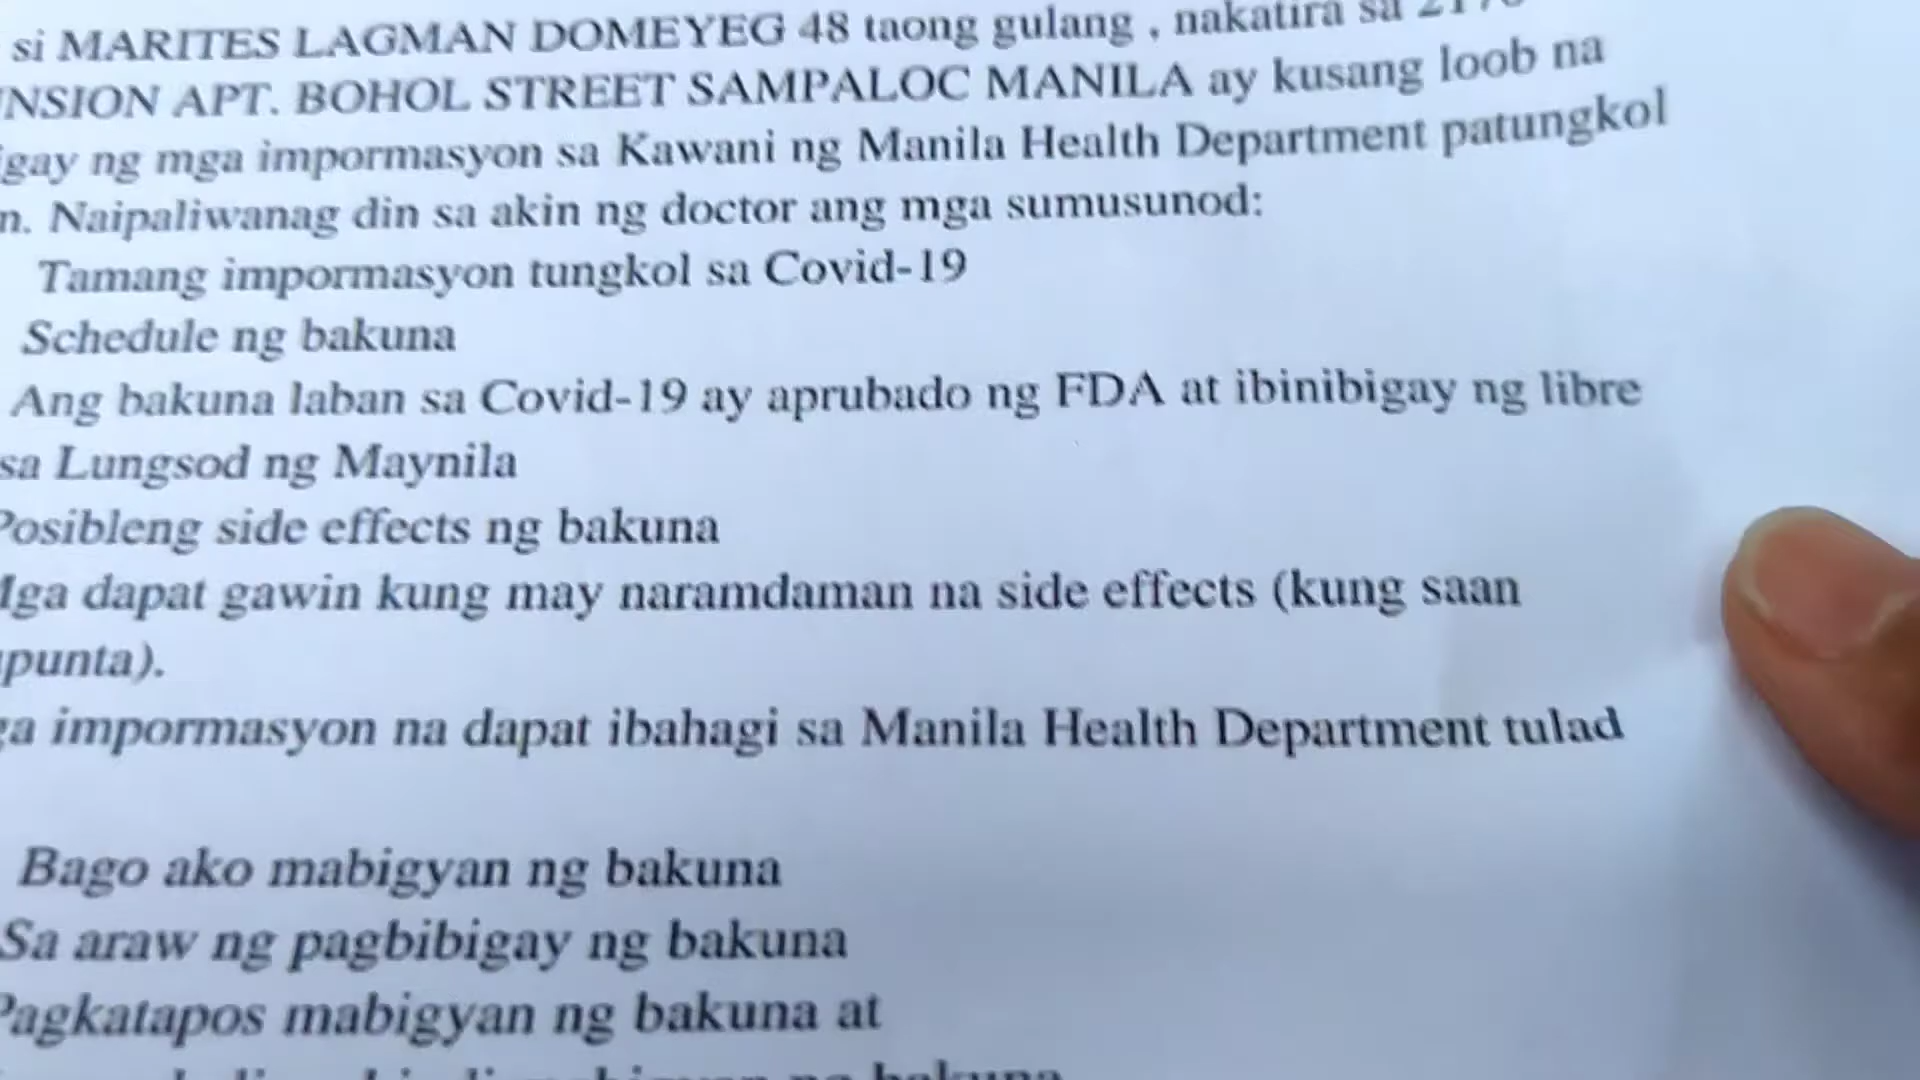 si MARITES LAGMAN DOMEYEG 48 taong gulang , nakatira sa
NSION APT. BOHOL STREET SAMPALOC MANILA ay kusang loob na
igay ng mga impormasyon sa Kawani ng Manila Health Department patungkol
n. Naipaliwanag din sa akin ng doctor ang mga sumusunod:
Tamang impormasyon tungkol sa Covid-19
Schedule ng bakuna
Ang bakuna laban sa Covid-19 ay aprubado ng FDA at ibinibigay ng libre
sa Lungsod ng Maynila
Posibleng side effects ng bakuna
Mga dapat gawin kung may naramdaman na side effects (kung saan
punta).
ga impormasyon na dapat ibahagi sa Manila Health Department tulad
Bago ako mabigyan ng bakuna
Sa araw ng pagbibigay ng bakuna
Pagkatapos mabigyan ng bakuna at
ng bakuna